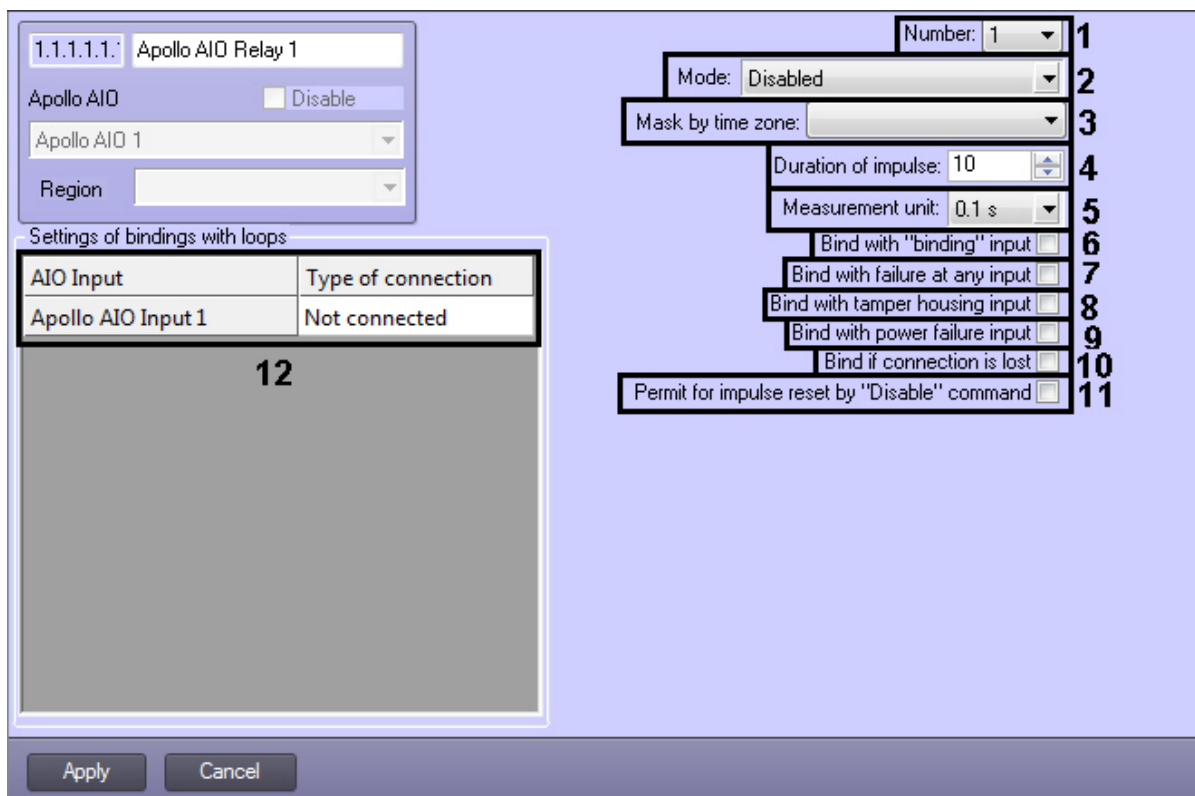 1.1.1.1.1. Apollo AIO Relay 1
Apollo AIO Disable
Apollo AIO 1
Region
Settings of bindings with loops
AIO Input Type of connection
Apollo AIO Input 1 Not connected
12
Number: 1 1
Mode: Disabled 2
Mask by time zone: 3
Duration of impulse: 10 4
Measurement unit: 0.1 s 5
Bind with "binding" input 6
Bind with failure at any input 7
Bind with tamper housing input 8
Bind with power failure input 9
Bind if connection is lost 10
Permit for impulse reset by "Disable" command 11
Apply Cancel